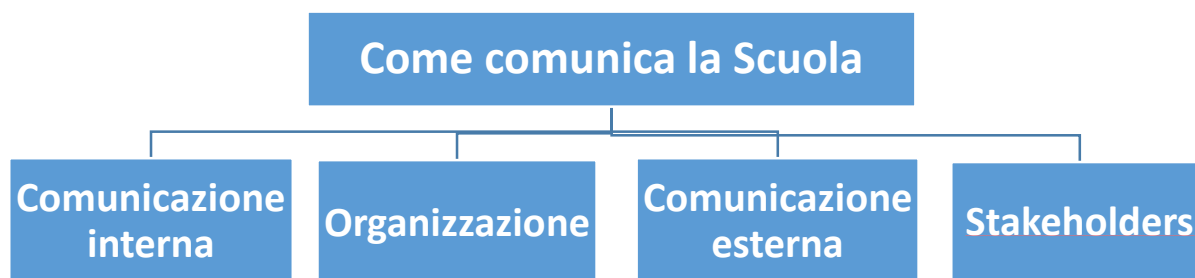 Come comunica la Scuola
Comunicazione
interna
Organizzazione
Comunicazione
esterna
Stakeholders